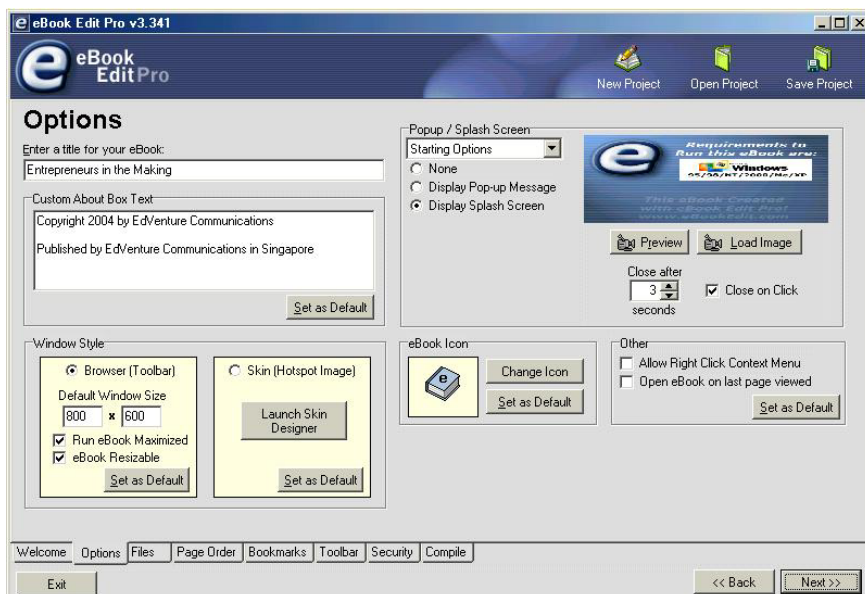 eBook Edit Pro v3.341
eBook
Edit Pro
New Project
Open Project
Save Project
Options
Enter a title for your eBook:
Entrepreneurs in the Making
Custom About Box Text
Copyright 2004 by EdVenture Communications
Published by EdVenture Communications in Singapore
Set as Default
Popup / Splash Screen
Starting Options
None
Display Pop-up Message
Display Splash Screen
Requirements to
Run this eBook are:
Windows
95/98/NT/2000/Me/XP
This eBook Created
with eBook Edit Pro!
www.ebookedit.com
Preview
Load Image
Close after
3
seconds
Close on Click
Window Style
Browser (Toolbar)
Default Window Size
800 x 600
Run eBook Maximized
eBook Resizable
Set as Default
Skin (Hotspot Image)
Launch Skin
Designer
Set as Default
eBook Icon
Change Icon
Set as Default
Other
Allow Right Click Context Menu
Open eBook on last page viewed
Set as Default
Welcome Options Files Page Order Bookmarks Toolbar Security Compile
Exit
<< Back
Next >>